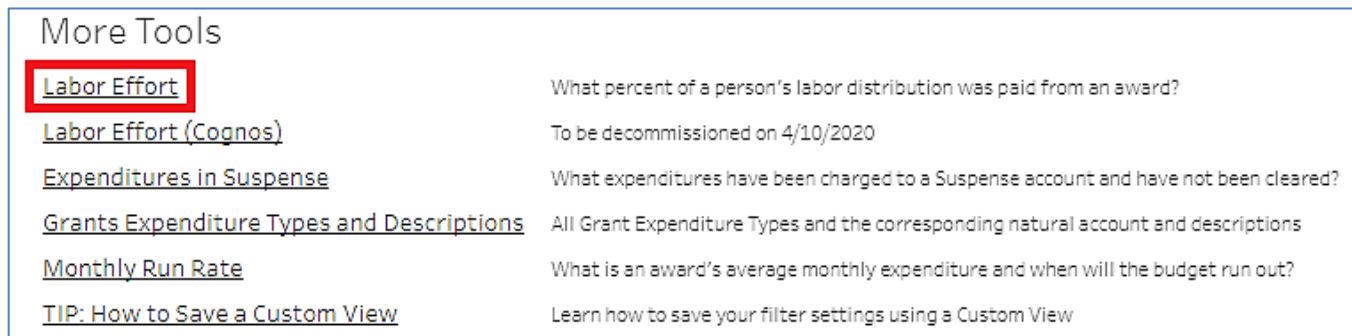 More Tools
Labor Effort What percent of a person's labor distribution was paid from an award?
Labor Effort (Cognos) To be decommissioned on 4/10/2020
Expenditures in Suspense What expenditures have been charged to a Suspense account and have not been cleared?
Grants Expenditure Types and Descriptions All Grant Expenditure Types and the corresponding natural account and descriptions
Monthly Run Rate What is an award's average monthly expenditure and when will the budget run out?
TIP: How to Save a Custom View Learn how to save your filter settings using a Custom View